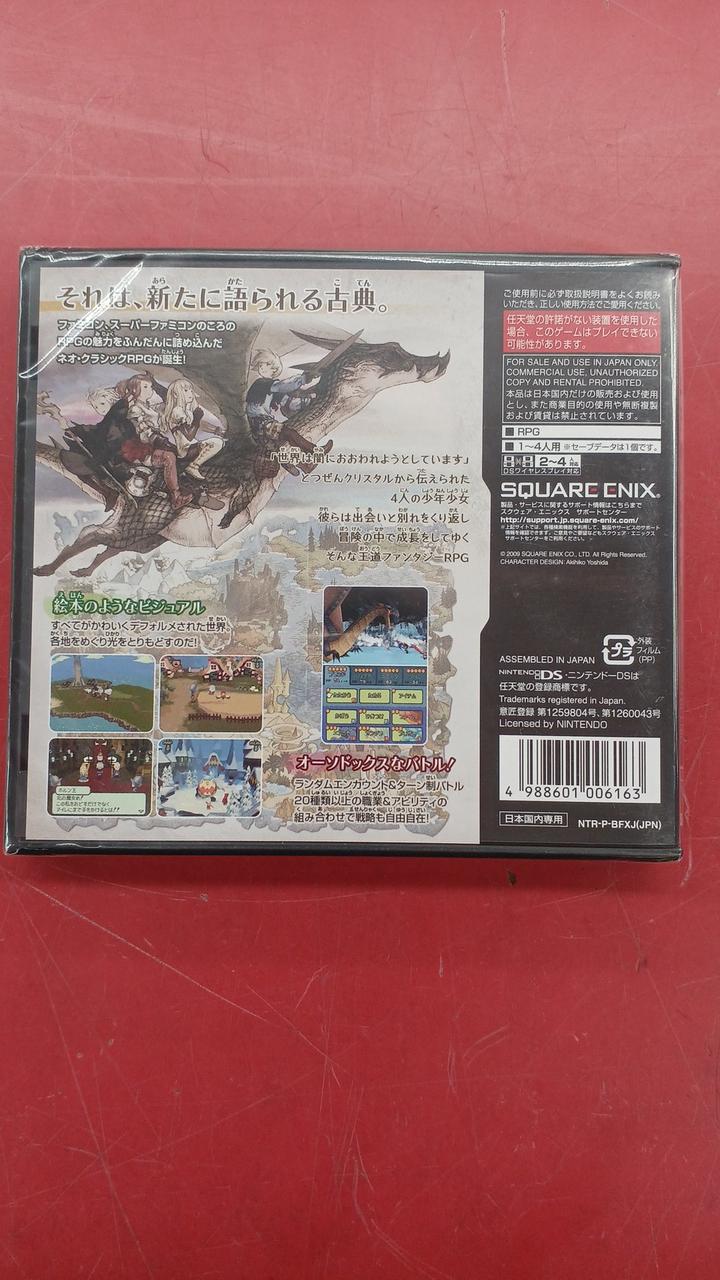 それは、新たに語られる古典。
ファミコン、スーパーファミコンのころの
RPGの魅力をふんだんに詰め込んだ
ネオ・クラシックRPGが誕生!
「世界は闇におおわれようとしています」
とつぜんクリスタルから伝えられた
4人の少年少女
彼らは出会いと別れをくり返し
冒険の中で成長をしてゆく
そんな王道ファンタジーRPG
絵本のようなビジュアル
すべてがかわいくデフォルメされた世界。
各地をめぐり光をとりもどすのだ!
オーソドックスなバトル!
ランダムエンカウント&ターン制バトル
20種類以上の職業&アビリティの
組み合わせで戦略も自由自在!
ご使用前に必ず取扱説明書をよくお読み
いただき、正しい使用方法でご愛用ください。
任天堂の許諾がない装置を使用した
場合、このゲームはプレイできない
可能性があります。
FOR SALE AND USE IN JAPAN ONLY.
COMMERCIAL USE, UNAUTHORIZED
COPY AND RENTAL PROHIBITED.
本品は日本国内だけの販売および使用
とし、また商業目的の使用や無断複製
および賃貸は禁止されています。
RPG
1~4人用 ※セーブデータは1個です。
2~4人対応
DSワイヤレスプレイ対応
SQUARE ENIX®
製品・サービスに関するサポート情報はこちらまで
スクウェア・エニックス サポートセンター
http://support.jp.square-enix.com/
© 2009 SQUARE ENIX CO., LTD. All Rights Reserved.
CHARACTER DESIGN: Akihiko Yoshida
外装
フィルム
(PP)
プラ
ASSEMBLED IN JAPAN
NINTENDO DS・ニンテンドーDSは
任天堂の登録商標です。
Trademarks registered in Japan.
意匠登録 第1259804号、第1260043号
Licensed by NINTENDO
4 988601 006163
日本国内専用
NTR-P-BFXJ(JPN)